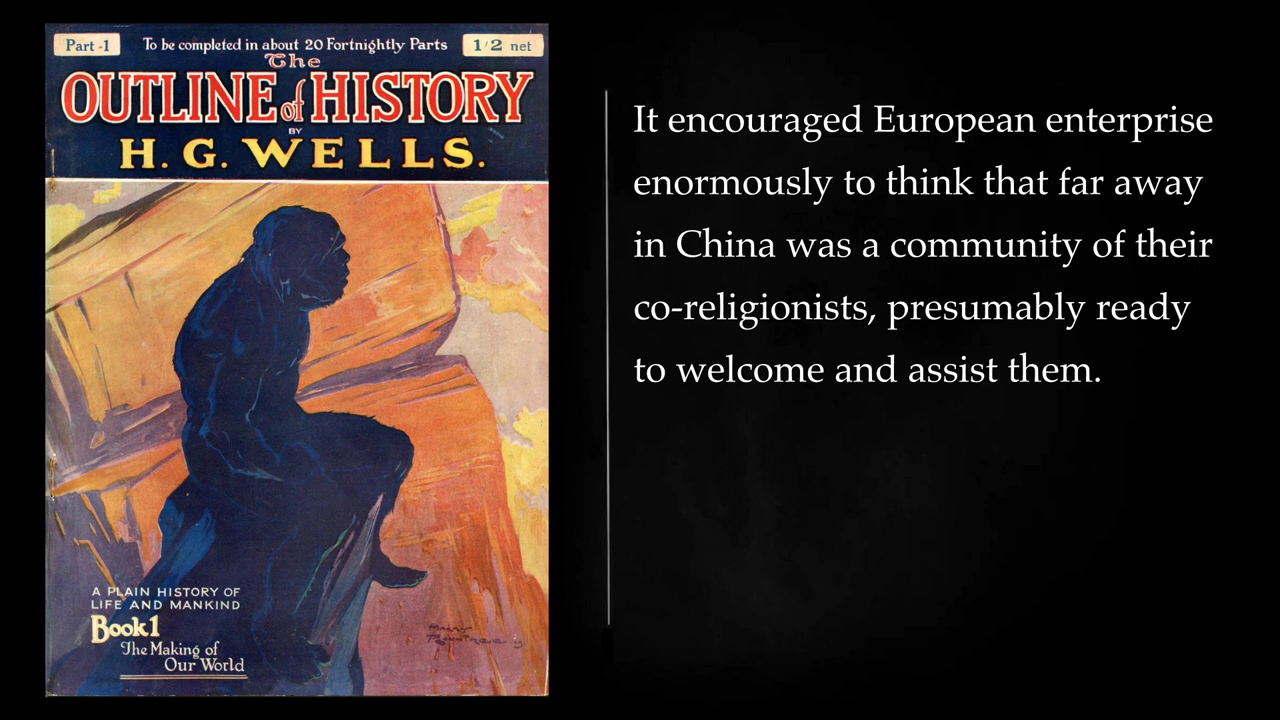 Part -1
To be completed in about 20 Fortnightly Parts
1/2 net
The
OUTLINE of HISTORY
BY
H. G. WELLS.
A PLAIN HISTORY OF
LIFE AND MANKIND
Book 1
The Making of
Our World
It encouraged European enterprise
enormously to think that far away
in China was a community of their
co-religionists, presumably ready
to welcome and assist them.